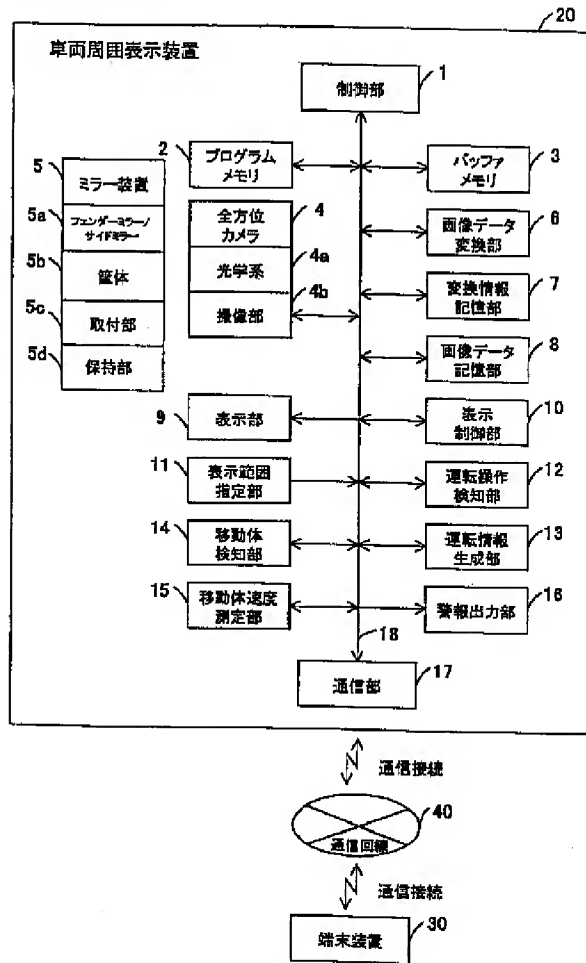 20
車両周囲表示装置
1
制御部
2
プログラム
メモリ
3
バッファ
メモリ
5
ミラー装置
5a
フェンダーミラー/
サイドミラー
5b
筐体
5c
取付部
5d
保持部
4
全方位
カメラ
4a
光学系
4b
撮像部
6
画像データ
変換部
7
変換情報
記憶部
8
画像データ
記憶部
9
表示部
10
表示
制御部
11
表示範囲
指定部
12
運転操作
検知部
14
移動体
検知部
13
運転情報
生成部
15
移動体速度
測定部
16
警報出力部
18
17
通信部
通信接続
40
通信回線
通信接続
30
端末装置